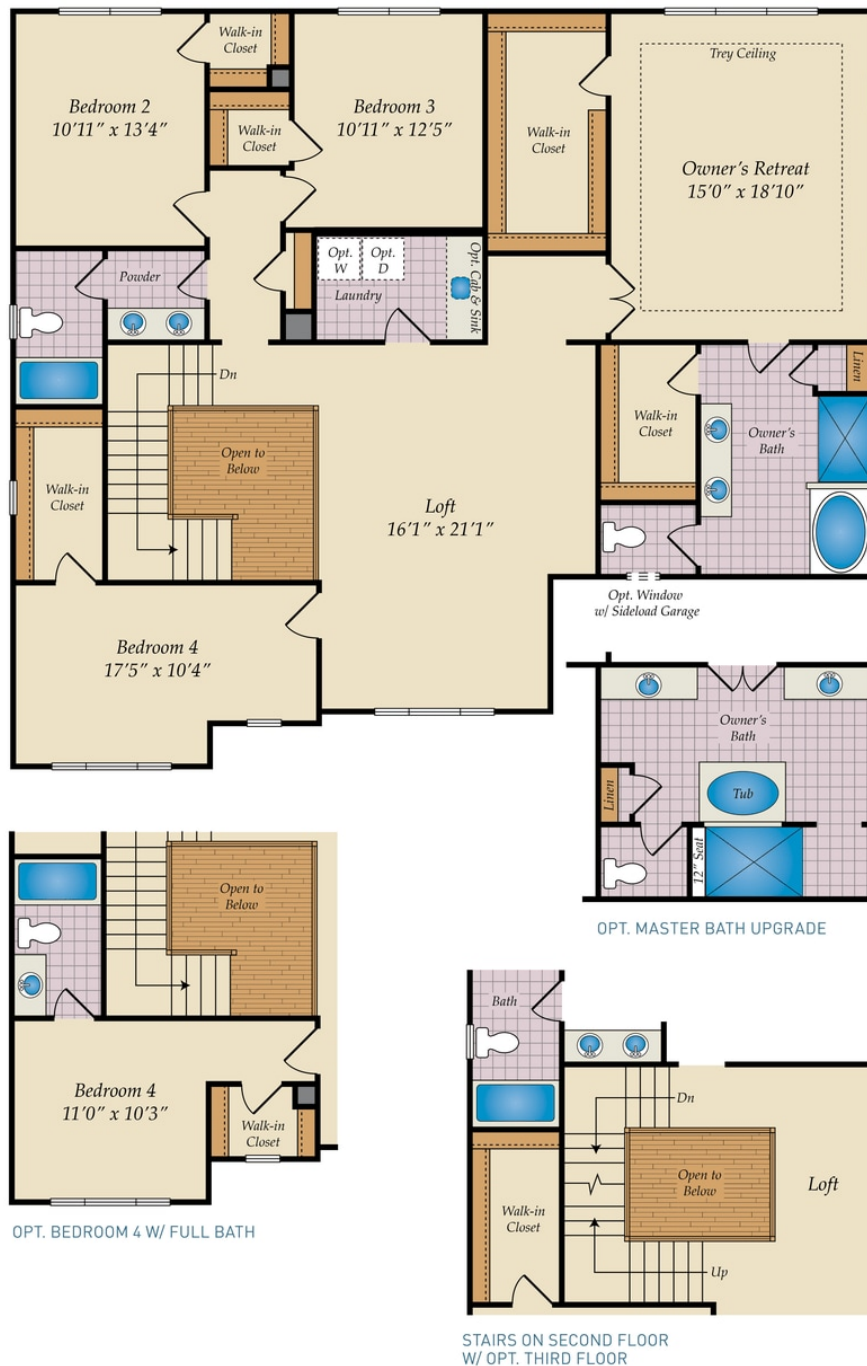 Walk-in
Closet
Bedroom 2
10'11" x 13'4"
Walk-in
Closet
Bedroom 3
10'11" x 12'5"
Walk-in
Closet
Trey Ceiling
Owner's Retreat
15'0" x 18'10"
Powder
Opt.
W
Opt.
D
Laundry
Opt. Cab & Sink
Dn
Open to
Below
Walk-in
Closet
Loft
16'1" x 21'1"
Walk-in
Closet
Linen
Owner's
Bath
Opt. Window
w/ Sideload Garage
Bedroom 4
17'5" x 10'4"
Owner's
Bath
Linen
Tub
12" Seat
OPT. MASTER BATH UPGRADE
Open to
Below
Bedroom 4
11'0" x 10'3"
Walk-in
Closet
OPT. BEDROOM 4 W/ FULL BATH
Bath
Dn
Open to
Below
Loft
Walk-in
Closet
Up
STAIRS ON SECOND FLOOR
W/ OPT. THIRD FLOOR